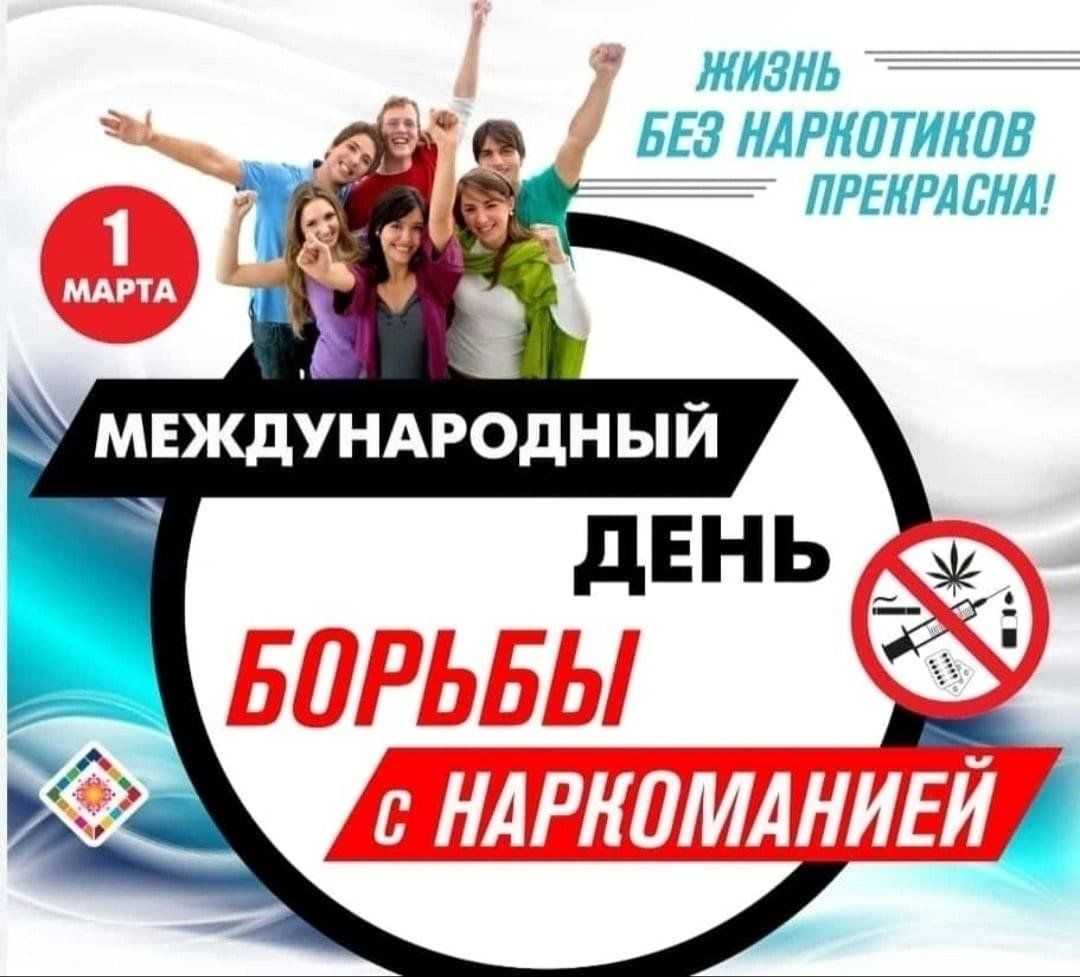 ЖИЗНЬ
БЕЗ НАРКОТИКОВ
ПРЕКРАСНА!
1
МАРТА
МЕЖДУНАРОДНЫЙ
ДЕНЬ
БОРЬБЫ
с НАРКОМАНИЕЙ